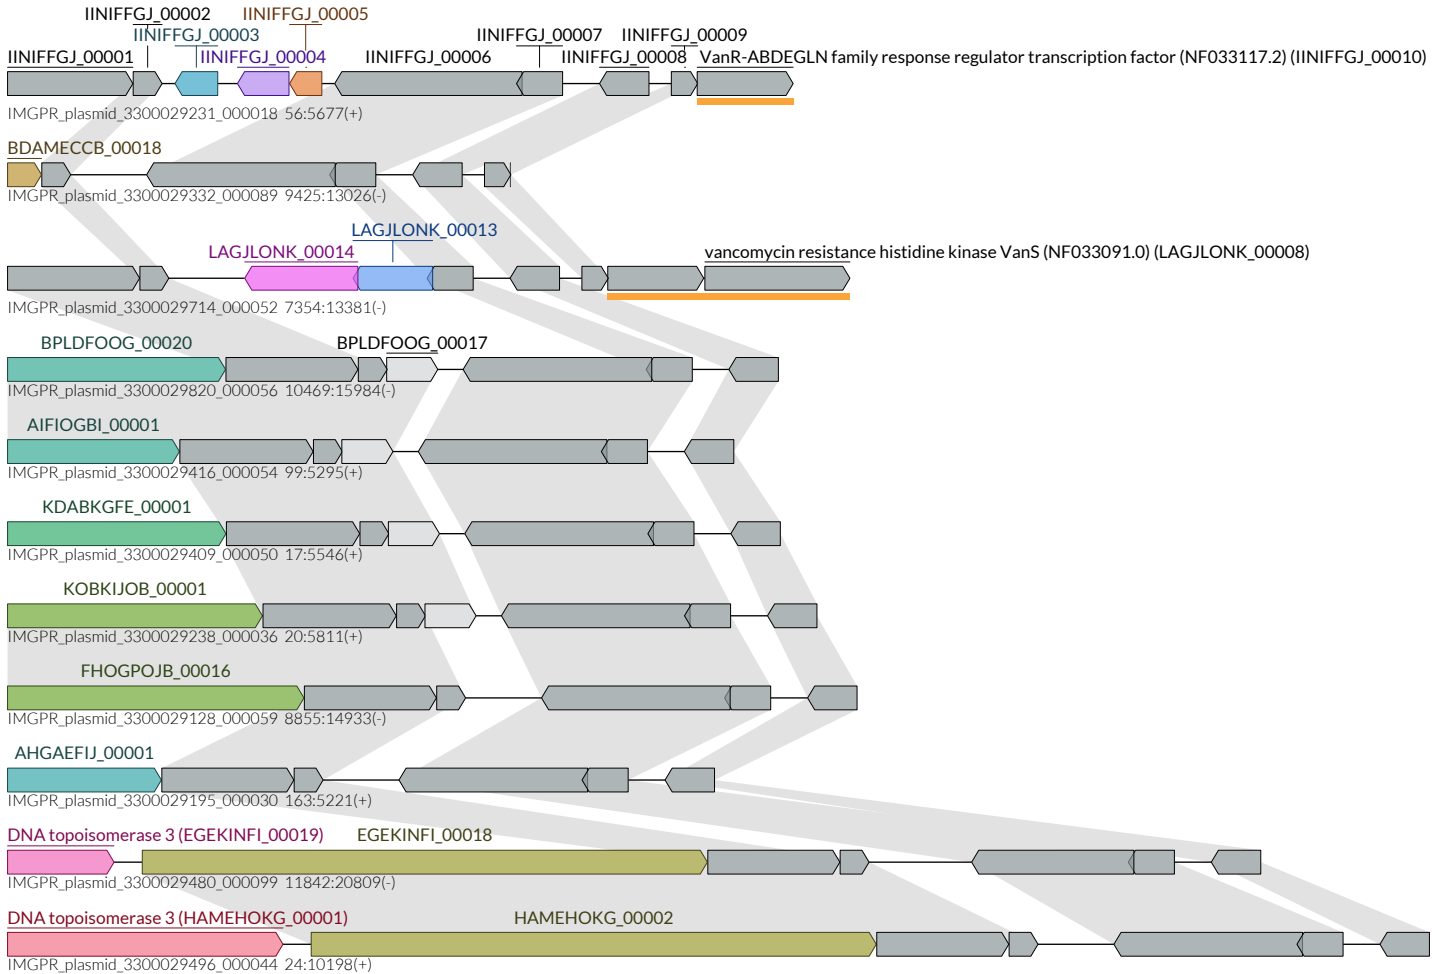 IINIFFGJ_00002 IINIFFGJ_00005
IINIFFGJ_00003 IINIFFGJ_00007 IINIFFGJ_00009
IINIFFGJ_00001 IINIFFGJ_00004 IINIFFGJ_00006 IINIFFGJ_00008 VanR-ABDEGLN family response regulator transcription factor (NF033117.2) (IINIFFGJ_00010)
IMGPR_plasmid_3300029231_000018 56:5677(+)
BDAMECCB_00018
IMGPR_plasmid_3300029332_000089 9425:13026(-)
LAGJLONK_00013
LAGJLONK_00014 vancomycin resistance histidine kinase VanS (NF033091.0) (LAGJLONK_00008)
IMGPR_plasmid_3300029714_000052 7354:13381(-)
BPLDFOOG_00020 BPLDFOOG_00017
IMGPR_plasmid_3300029820_000056 10469:15984(-)
AIFIOGBI_00001
IMGPR_plasmid_3300029416_000054 99:5295(+)
KDABKGFE_00001
IMGPR_plasmid_3300029409_000050 17:5546(+)
KOBKIJOB_00001
IMGPR_plasmid_3300029238_000036 20:5811(+)
FHOGPOJB_00016
IMGPR_plasmid_3300029128_000059 8855:14933(-)
AHGAEFIJ_00001
IMGPR_plasmid_3300029195_000030 163:5221(+)
DNA topoisomerase 3 (EGEKINFI_00019) EGEKINFI_00018
IMGPR_plasmid_3300029480_000099 11842:20809(-)
DNA topoisomerase 3 (HAMEHOKG_00001) HAMEHOKG_00002
IMGPR_plasmid_3300029496_000044 24:10198(+)